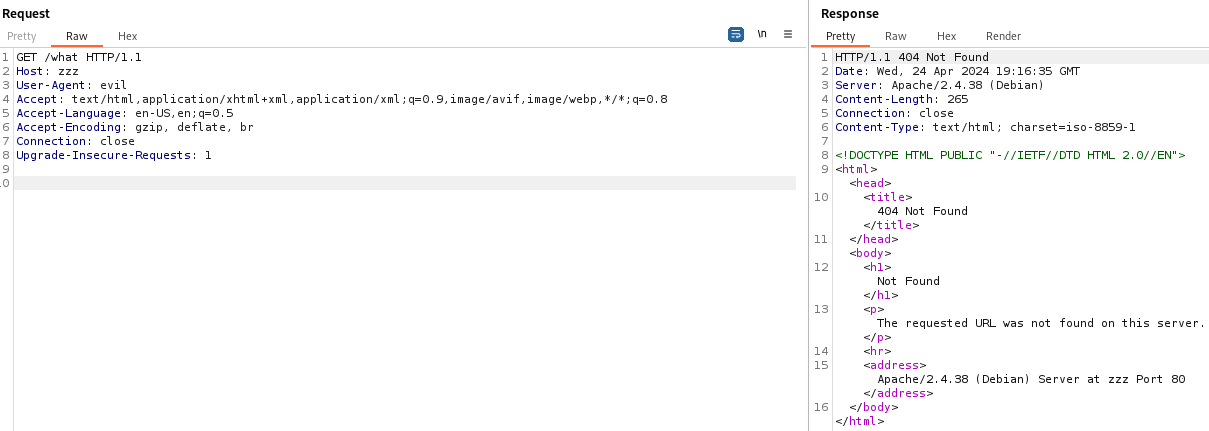 Request
Pretty Raw Hex
\n
1 GET /what HTTP/1.1
2 Host: zzz
3 User-Agent: evil
4 Accept: text/html,application/xhtml+xml,application/xml;q=0.9,image/avif,image/webp,*/*;q=0.8
5 Accept-Language: en-US,en;q=0.5
6 Accept-Encoding: gzip, deflate, br
7 Connection: close
8 Upgrade-Insecure-Requests: 1
9
10
Response
Pretty Raw Hex Render
1 HTTP/1.1 404 Not Found
2 Date: Wed, 24 Apr 2024 19:16:35 GMT
3 Server: Apache/2.4.38 (Debian)
4 Content-Length: 265
5 Connection: close
6 Content-Type: text/html; charset=iso-8859-1
7
8 <!DOCTYPE HTML PUBLIC "-//IETF//DTD HTML 2.0//EN">
9 <html>
<head>
10 <title>
404 Not Found
</title>
11 </head>
<body>
12 <h1>
Not Found
</h1>
13 <p>
The requested URL was not found on this server.
</p>
14 <hr>
15 <address>
Apache/2.4.38 (Debian) Server at zzz Port 80
</address>
16 </body>
</html>